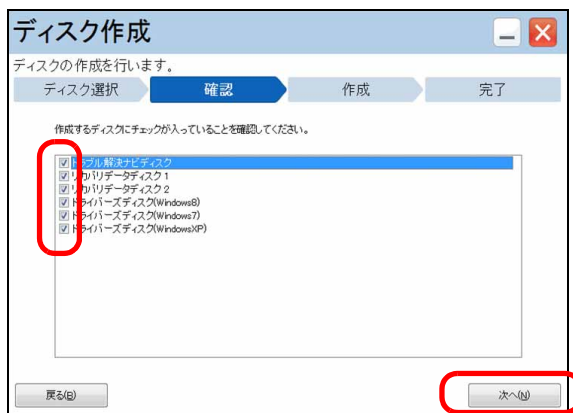 ディスク作成
ディスクの作成を行います。
ディスク選択 確認 作成 完了
作成するディスクにチェックが入っていることを確認してください。
トラブル解決ナビディスク
リカバリデータディスク1
リカバリデータディスク2
ドライバーズディスク(Windows8)
ドライバーズディスク(Windows7)
ドライバーズディスク(WindowsXP)
戻る(B) 次へ(N)